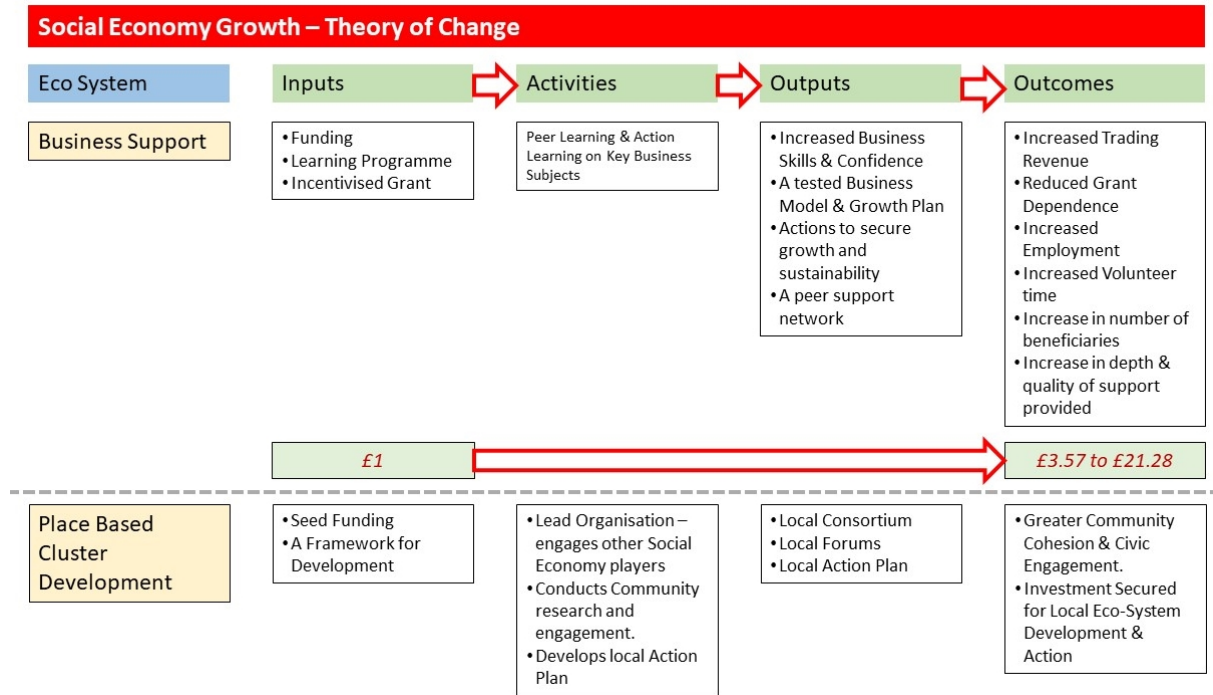 Social Economy Growth – Theory of Change
Eco System
Inputs
Activities
Outputs
Outcomes
Business Support
• Funding
• Learning Programme
• Incentivised Grant
Peer Learning & Action
Learning on Key Business
Subjects
• Increased Business
Skills & Confidence
• A tested Business
Model & Growth Plan
• Actions to secure
growth and
sustainability
• A peer support
network
• Increased Trading
Revenue
• Reduced Grant
Dependence
• Increased
Employment
• Increased Volunteer
time
• Increase in number of
beneficiaries
• Increase in depth &
quality of support
provided
£1
£3.57 to £21.28
Place Based
Cluster
Development
• Seed Funding
• A Framework for
Development
• Lead Organisation –
engages other Social
Economy players
• Conducts Community
research and
engagement.
• Develops local Action
Plan
• Local Consortium
• Local Forums
• Local Action Plan
• Greater Community
Cohesion & Civic
Engagement.
• Investment Secured
for Local Eco-System
Development &
Action